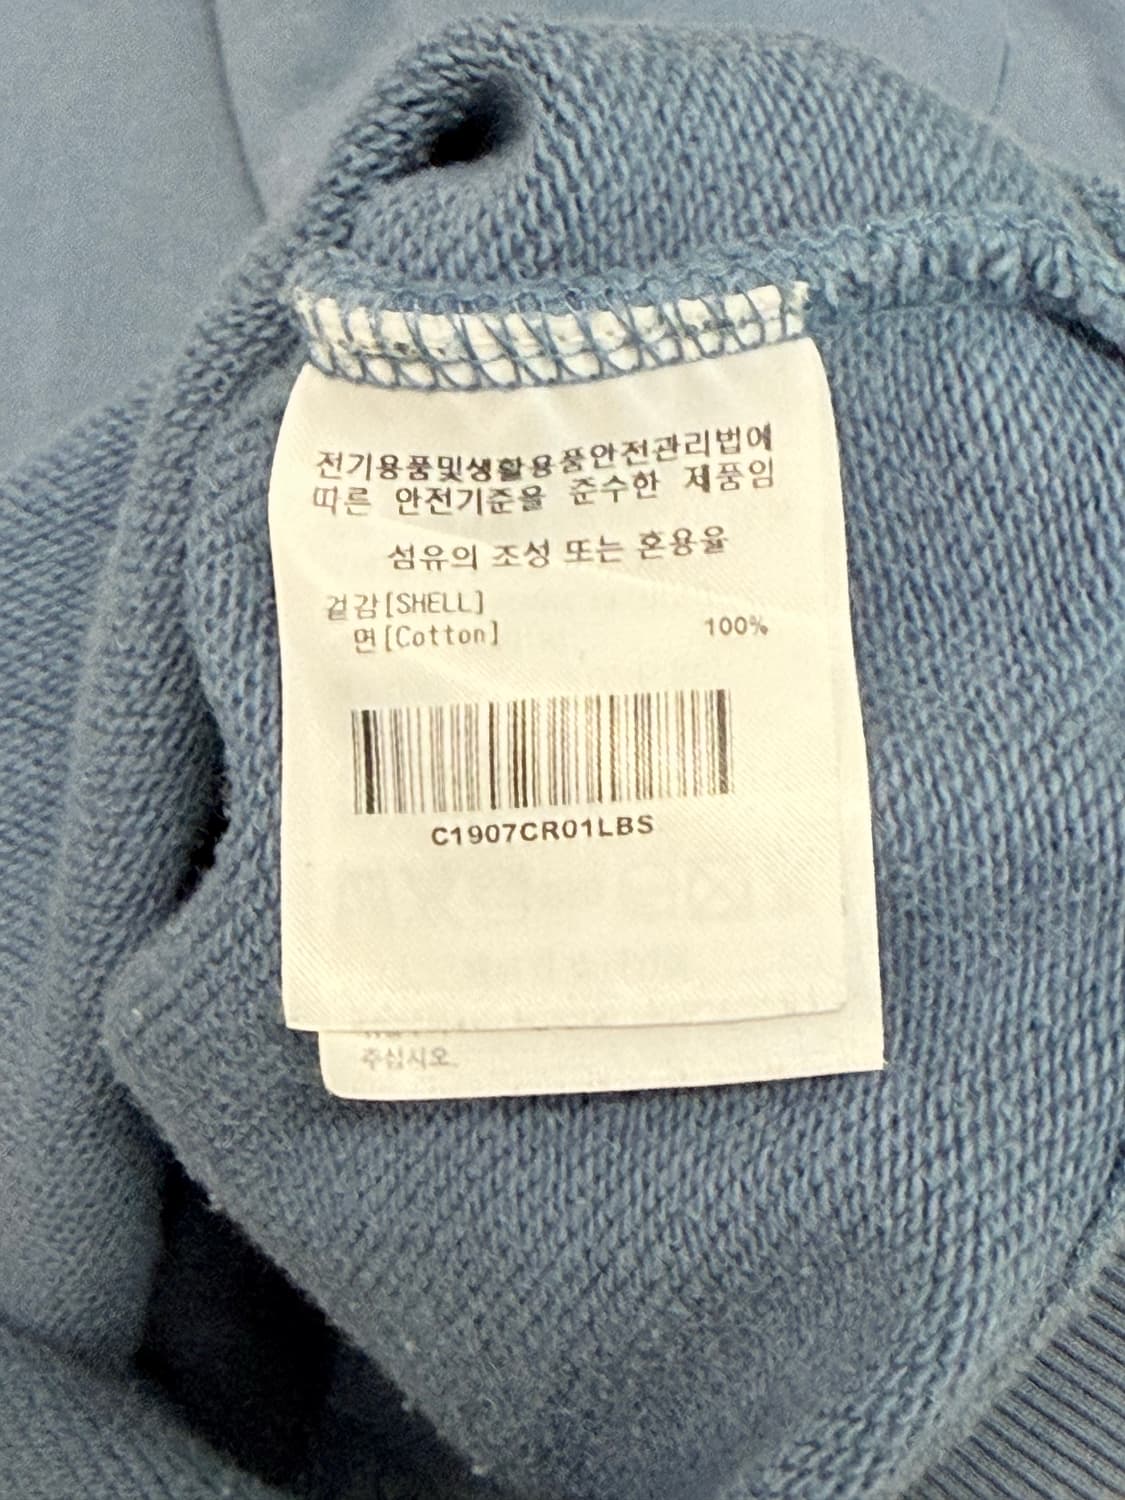 전기용품및생활용품안전관리법에
따른 안전기준을 준수한 제품임
섬유의 조성 또는 혼용율
겉감[SHELL]
면[Cotton] 100%
C1907CR01LBS
주십시오.